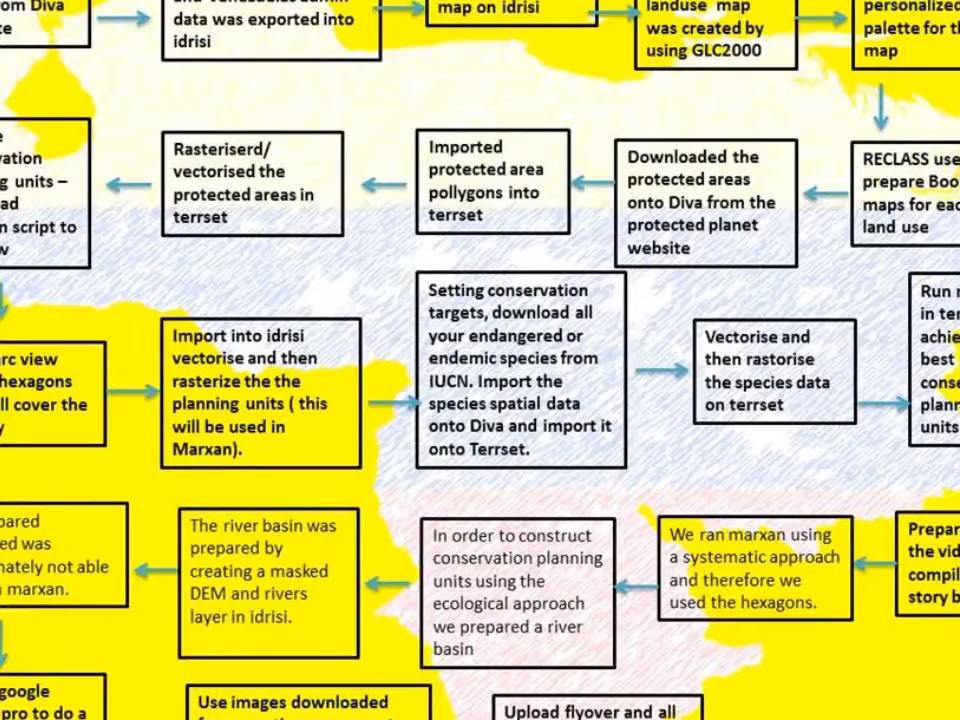 om Diva
data was exported into
idrisi
map on idrisi
landuse map
was created by
using GLC2000
personalized
palette for th
map
vation
g units –
ad
n script to
w
Rasteriserd/
vectorised the
protected areas in
terrset
Imported
protected area
pollygons into
terrset
Downloaded the
protected areas
onto Diva from the
protected planet
website
RECLASS use
prepare Boo
maps for eac
land use
rc view
hexagons
ll cover the
y
Import into idrisi
vectorise and then
rasterize the the
planning units ( this
will be used in
Marxan).
Setting conservation
targets, download all
your endangered or
endemic species from
IUCN. Import the
species spatial data
onto Diva and import it
onto Terrset.
Vectorise and
then rastorise
the species data
on terrset
Run m
in ter
achie
best
conse
plann
units
pared
ed was
nately not able
marxan.
The river basin was
prepared by
creating a masked
DEM and rivers
layer in idrisi.
In order to construct
conservation planning
units using the
ecological approach
we prepared a river
basin
We ran marxan using
a systematic approach
and therefore we
used the hexagons.
Prepar
the vid
compil
story b
google
pro to do a
Use images downloaded
Upload flyover and all